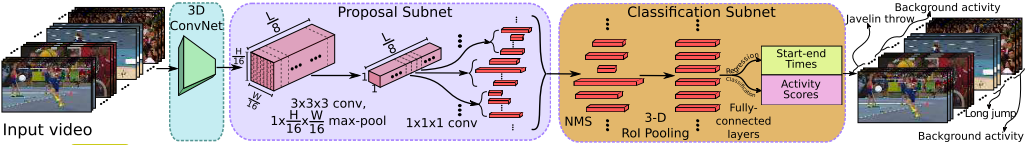 Input video
3D
ConvNet
Proposal Subnet
L/8
H/16
W/16
3x3x3 conv,
1xH/16xW/16 max-pool
L/8
1
1
1x1x1 conv
Classification Subnet
NMS
3-D
RoI Pooling
Regression
Classification
Fully-
connected
layers
Start-end
Times
Activity
Scores
Background activity
Javelin throw
Long jump
Background activity